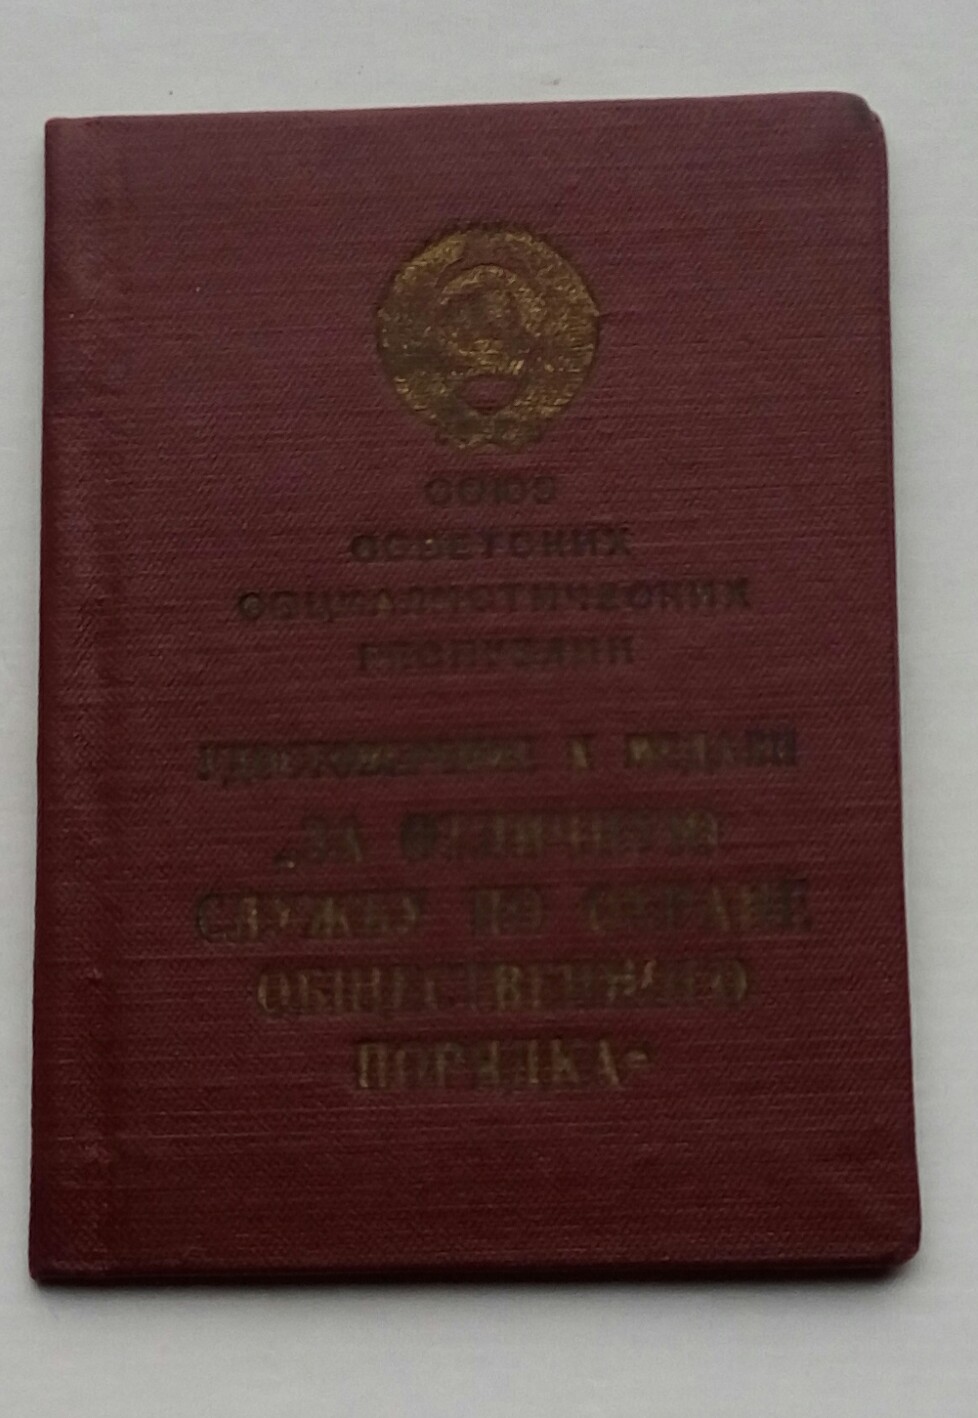 СОЮЗ
СОВЕТСКИХ
СОЦИАЛИСТИЧЕСКИХ
РЕСПУБЛИК
УДОСТОВЕРЕНИЕ К МЕДАЛИ
„ЗА ОТЛИЧНУЮ
СЛУЖБУ ПО ОХРАНЕ
ОБЩЕСТВЕННОГО
ПОРЯДКА“